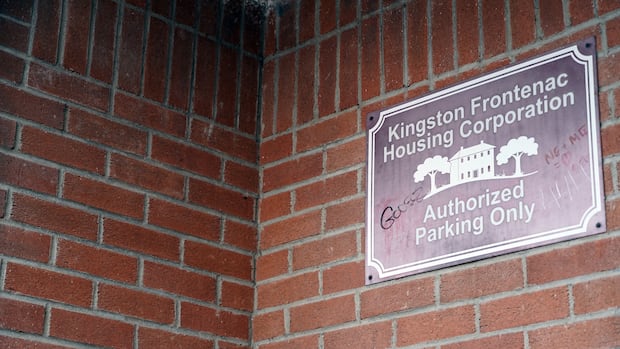 Kingston Frontenac
Housing Corporation
Authorized
Parking Only